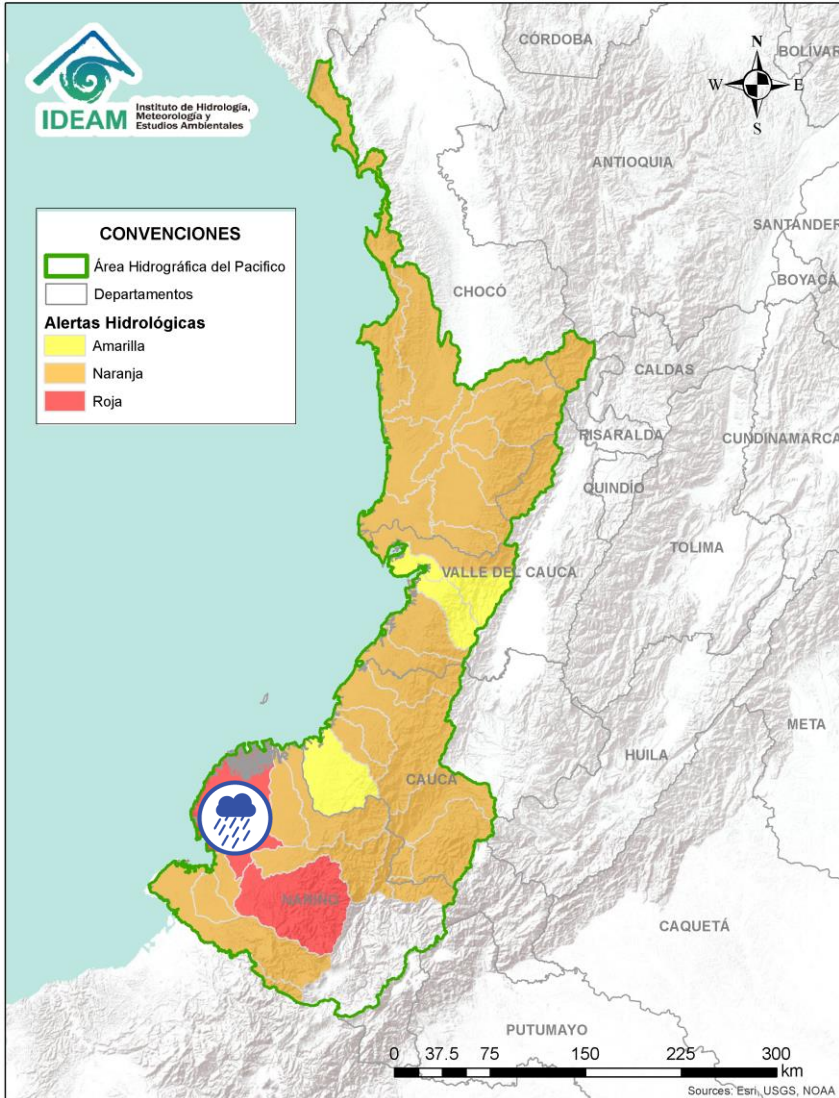 IDEAM
Instituto de Hidrología,
Meteorología y
Estudios Ambientales
CÓRDOBA
BOLÍVAR
N
W
E
S
ANTIOQUIA
SANTANDER
BOYACÁ
CONVENCIONES
Área Hidrográfica del Pacifico
Departamentos
Alertas Hidrológicas
Amarilla
Naranja
Roja
CHOCÓ
CALDAS
RISARALDA
CUNDINAMARCA
QUINDÍO
TOLIMA
VALLE DEL CAUCA
META
HUILA
CAUCA
NARIÑO
CAQUETÁ
PUTUMAYO
0 37.5 75 150 225 300
km
Sources: Esri, USGS, NOAA